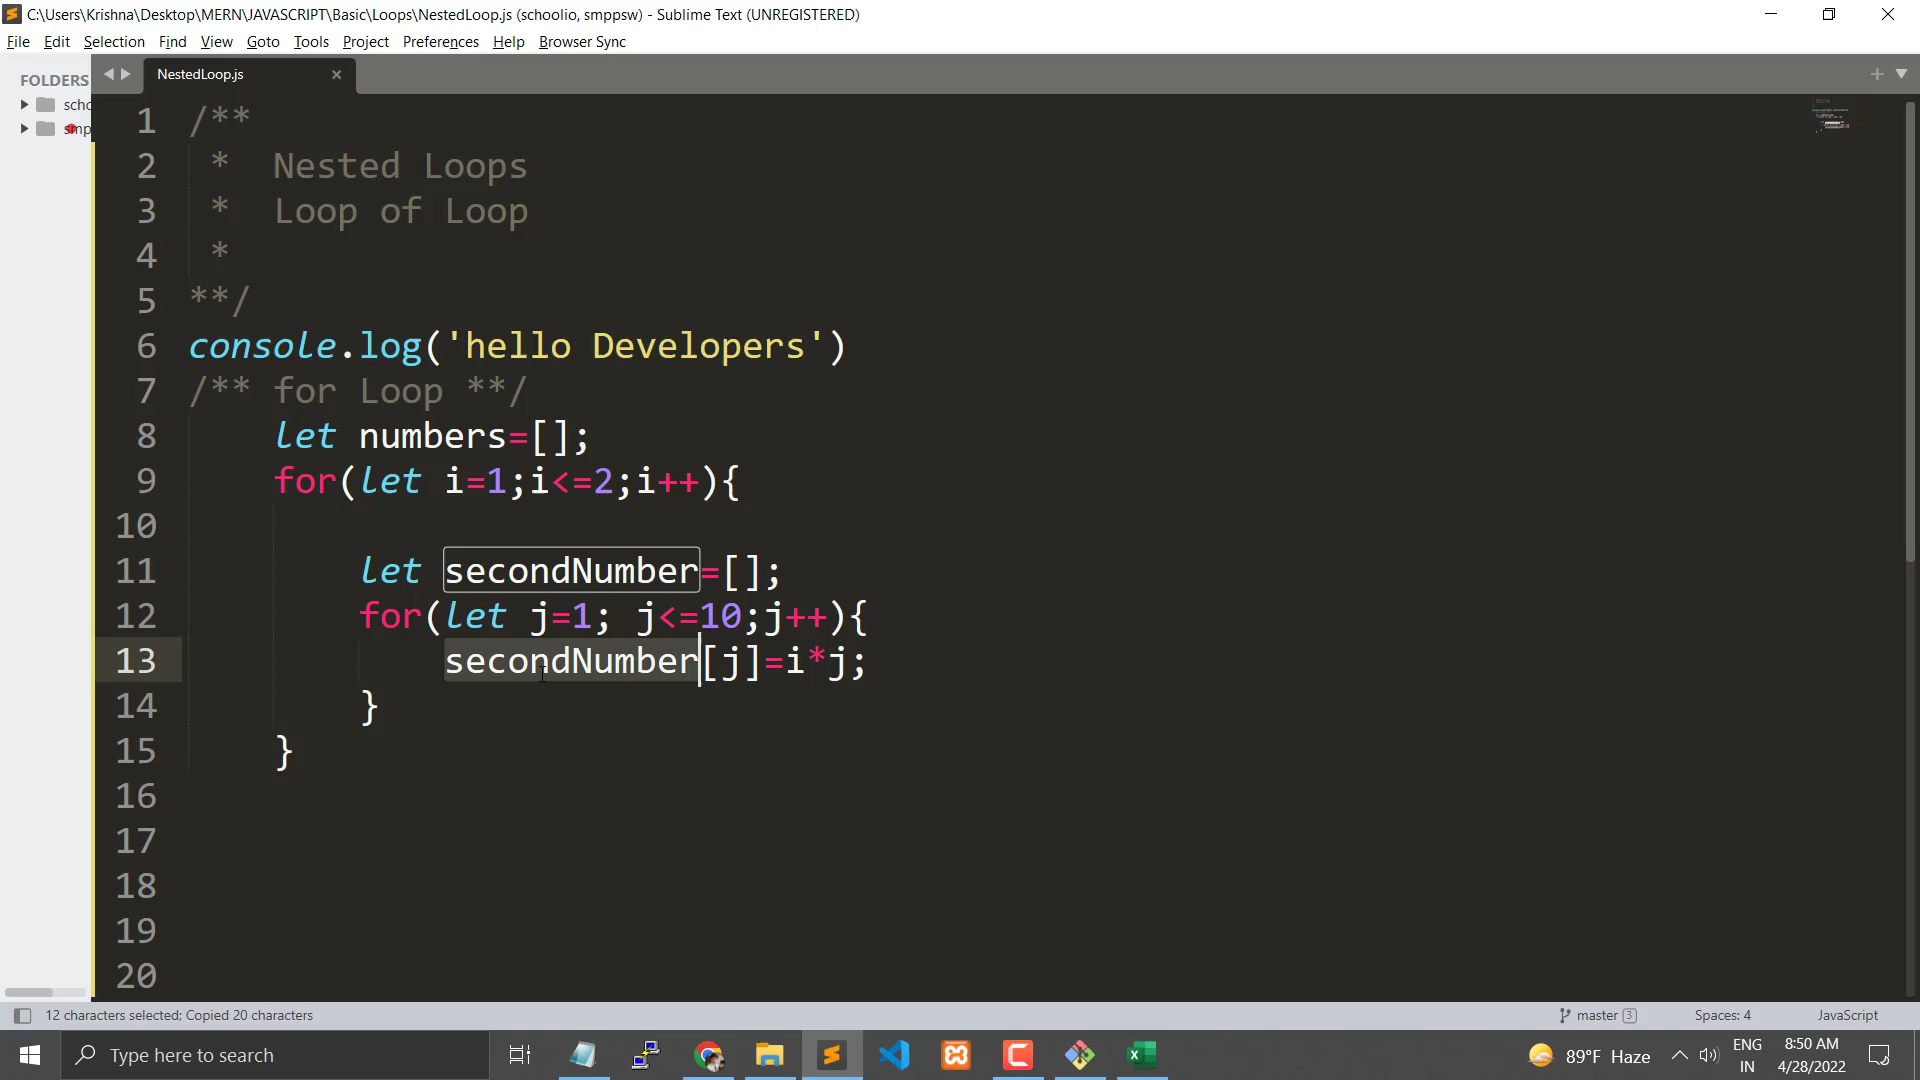 C:\Users\Krishna\Desktop\MERN\JAVASCRIPT\Basic\Loops\NestedLoop.js (schoolio, smppsw) - Sublime Text (UNREGISTERED)
File Edit Selection Find View Goto Tools Project Preferences Help Browser Sync
FOLDERS
scho
smp
NestedLoop.js
1 /**
2  *  Nested Loops
3  *  Loop of Loop
4  *
5 **/
6 console.log('hello Developers')
7 /** for Loop **/
8     let numbers=[];
9     for(let i=1;i<=2;i++){
10
11         let secondNumber=[];
12         for(let j=1; j<=10;j++){
13             secondNumber[j]=i*j;
14         }
15     }
16
17
18
19
20
12 characters selected; Copied 20 characters
master 3
Spaces: 4
JavaScript
Type here to search
89°F Haze
ENG
IN
8:50 AM
4/28/2022